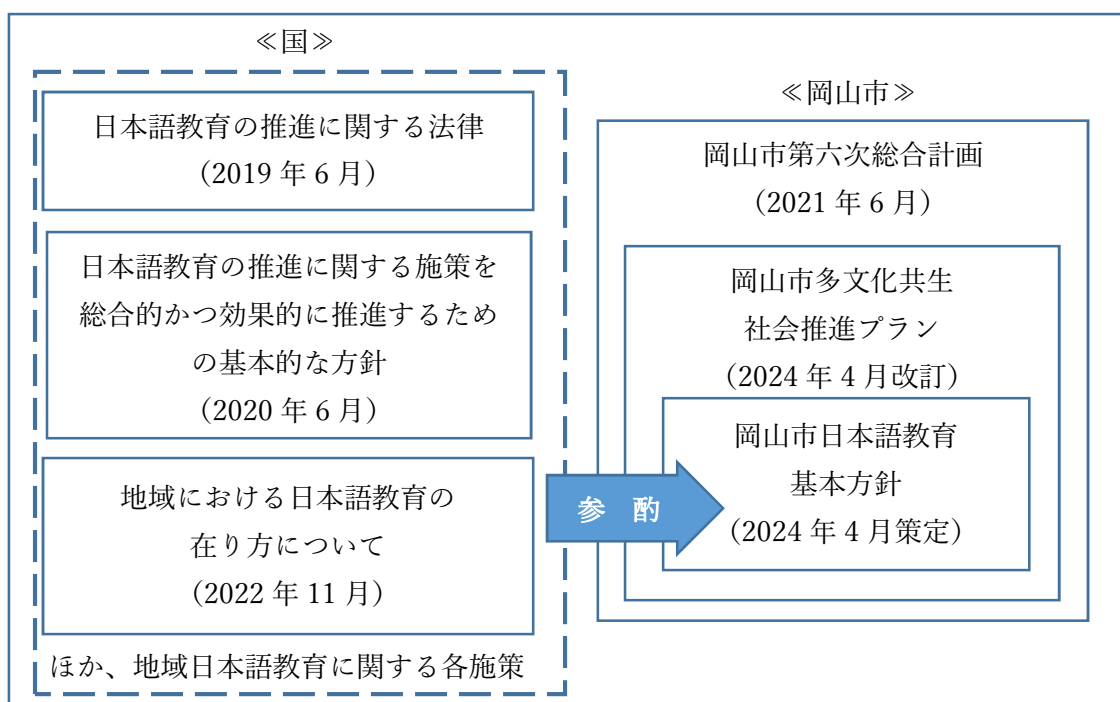 ≪国≫
日本語教育の推進に関する法律
（2019 年 6 月）
日本語教育の推進に関する施策を
総合的かつ効果的に推進するため
の基本的な方針
（2020 年 6 月）
地域における日本語教育の
在り方について
（2022 年 11 月）
ほか、地域日本語教育に関する各施策
参 酌
≪岡山市≫
岡山市第六次総合計画
（2021 年 6 月）
岡山市多文化共生
社会推進プラン
（2024 年 4 月改訂）
岡山市日本語教育
基本方針
（2024 年 4 月策定）